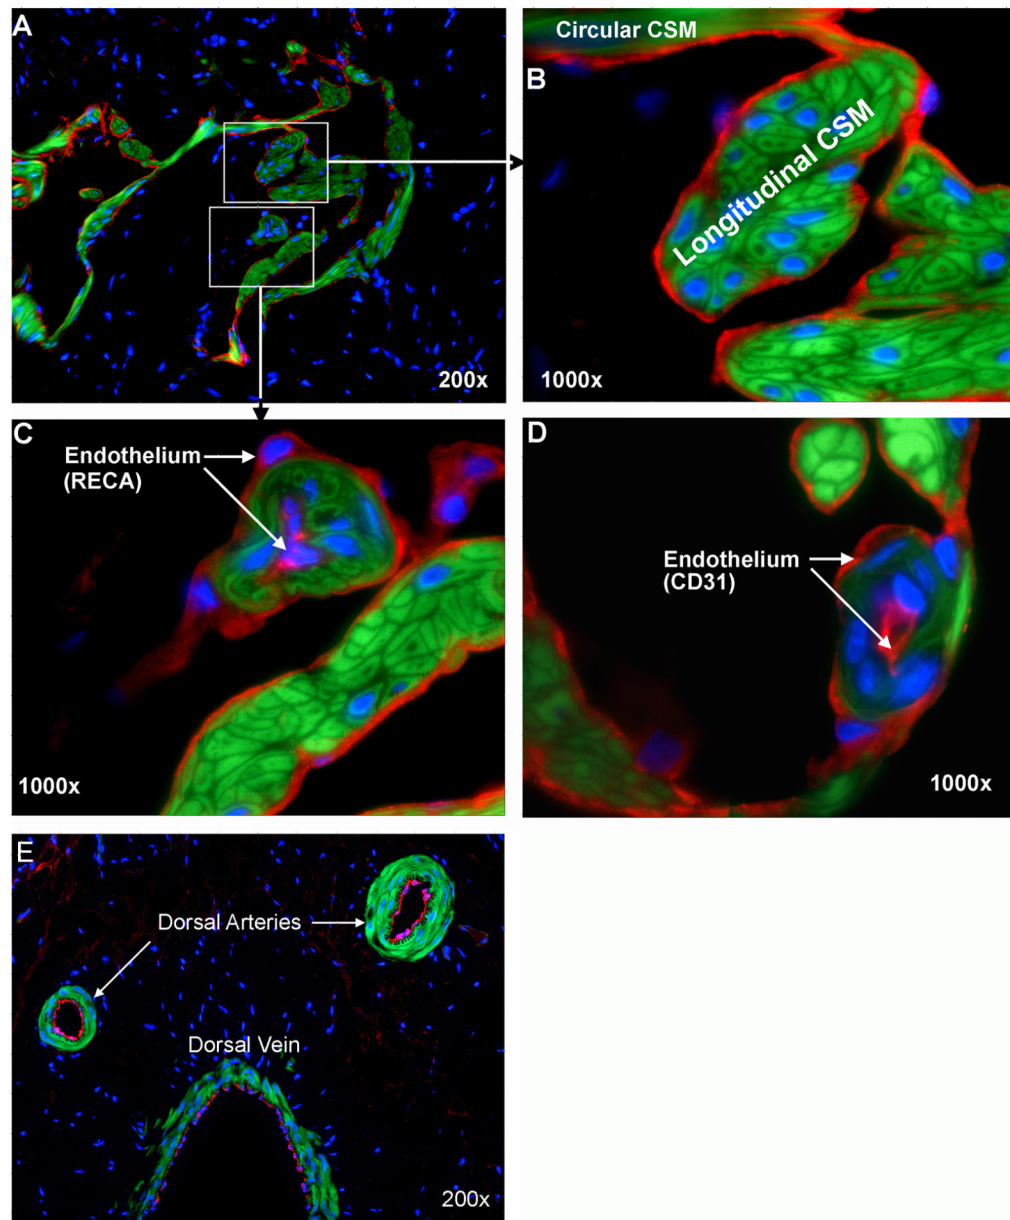 A
200x
Circular CSM
B
Longitudinal CSM
1000x
C
Endothelium
(RECA)
1000x
D
Endothelium
(CD31)
1000x
E
Dorsal Arteries
Dorsal Vein
200x